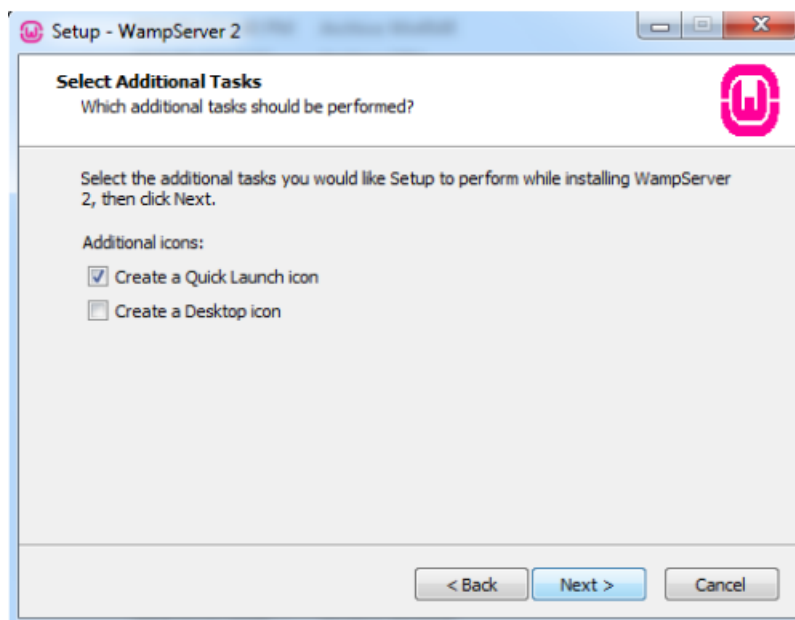 Setup - WampServer 2
Select Additional Tasks
Which additional tasks should be performed?
Select the additional tasks you would like Setup to perform while installing WampServer
2, then click Next.
Additional icons:
Create a Quick Launch icon
Create a Desktop icon
< Back
Next >
Cancel